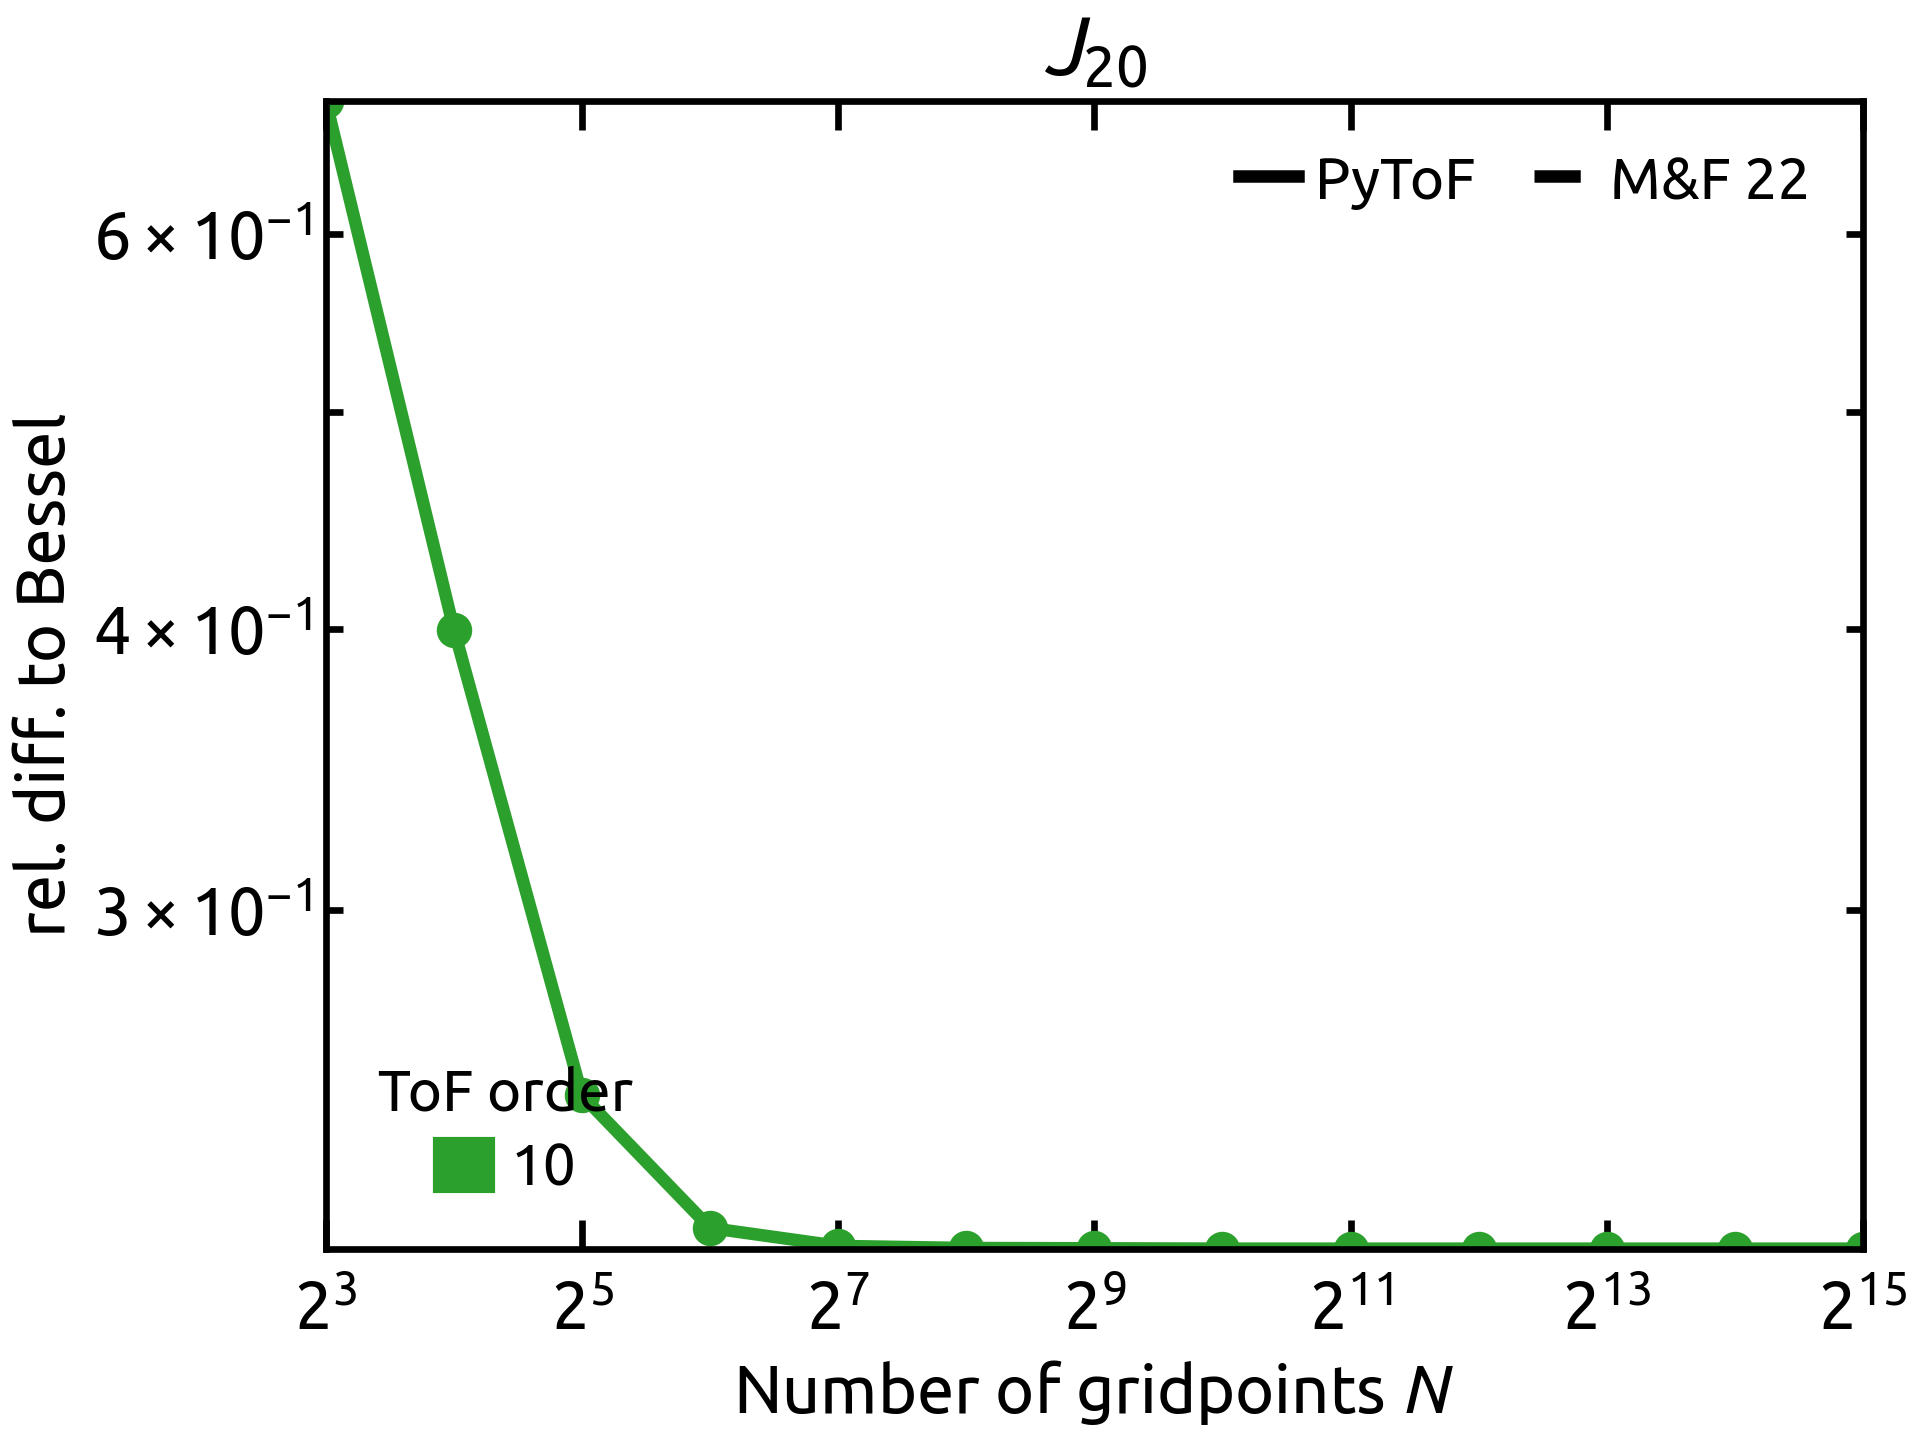 J₂₀
PyToF M&F 22
6 × 10⁻¹
4 × 10⁻¹
3 × 10⁻¹
rel. diff. to Bessel
ToF order
10
2³ 2⁵ 2⁷ 2⁹ 2¹¹ 2¹³ 2¹⁵
Number of gridpoints N